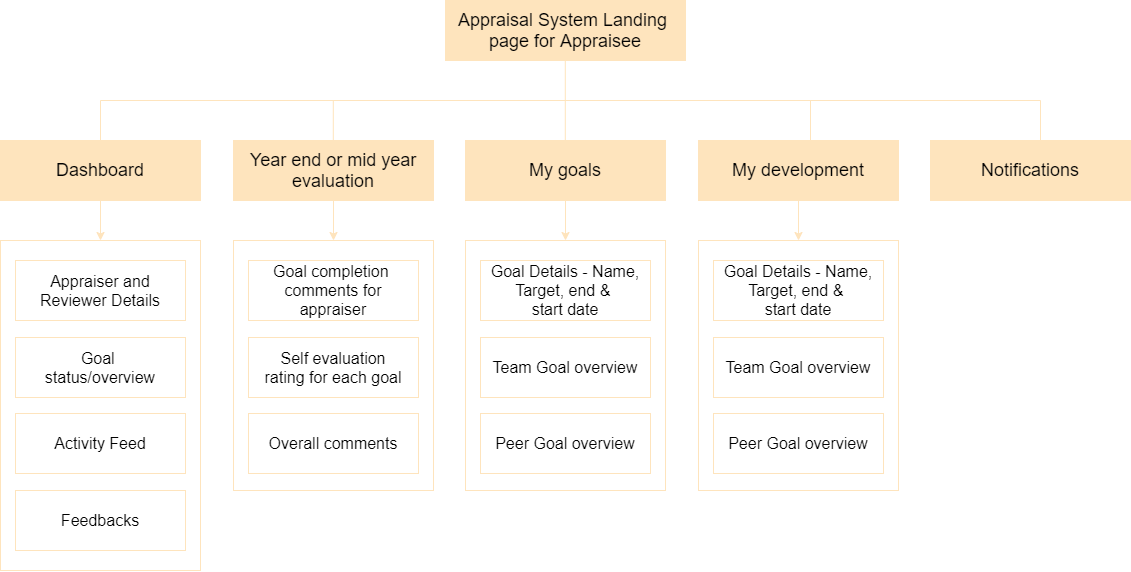 Appraisal System Landing
page for Appraisee
Dashboard
Year end or mid year
evaluation
My goals
My development
Notifications
Appraiser and
Reviewer Details
Goal
status/overview
Activity Feed
Feedbacks
Goal completion
comments for
appraiser
Self evaluation
rating for each goal
Overall comments
Goal Details - Name,
Target, end &
start date
Team Goal overview
Peer Goal overview
Goal Details - Name,
Target, end &
start date
Team Goal overview
Peer Goal overview